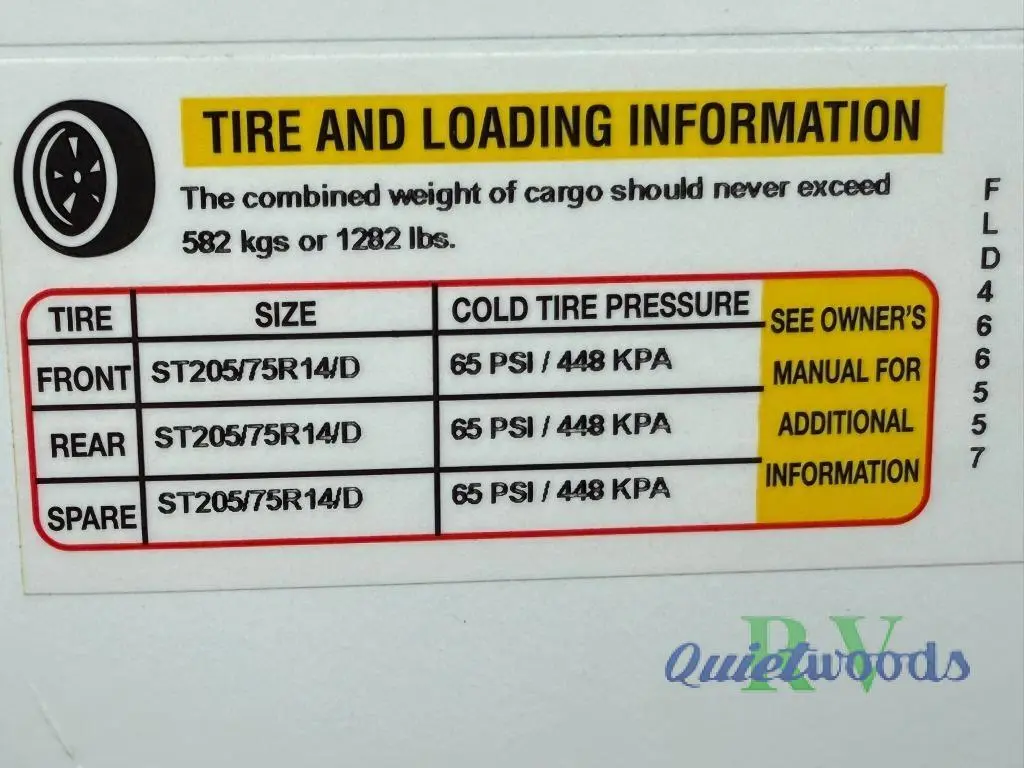 TIRE AND LOADING INFORMATION
The combined weight of cargo should never exceed
582 kgs or 1282 lbs.
TIRE SIZE COLD TIRE PRESSURE
FRONT ST205/75R14/D 65 PSI / 448 KPA
REAR ST205/75R14/D 65 PSI / 448 KPA
SPARE ST205/75R14/D 65 PSI / 448 KPA
SEE OWNER'S
MANUAL FOR
ADDITIONAL
INFORMATION
F
L
D
4
6
6
5
5
7
RV
Quietwoods